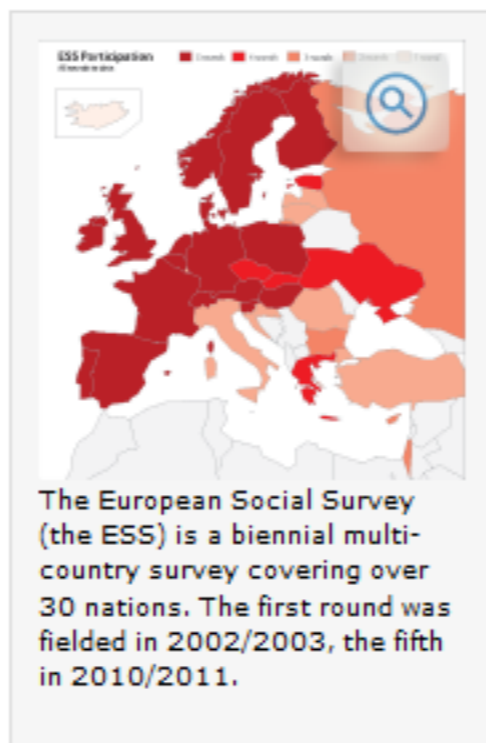 ESS Participation
The European Social Survey
(the ESS) is a biennial multi-
country survey covering over
30 nations. The first round was
fielded in 2002/2003, the fifth
in 2010/2011.